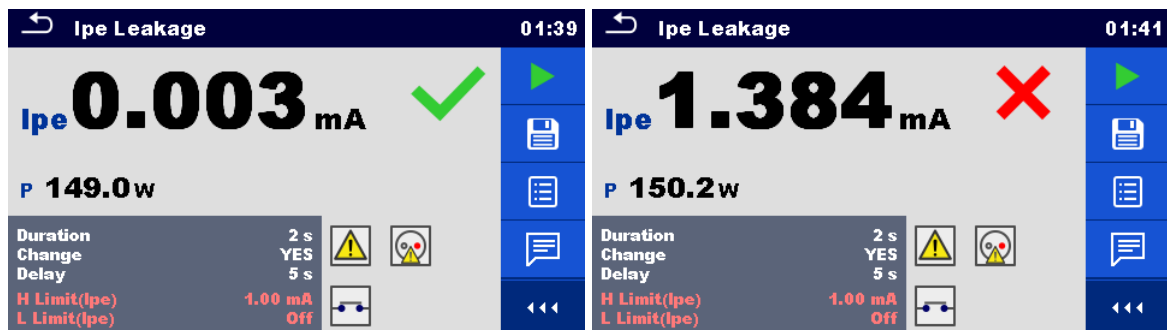 Ipe Leakage 01:39
Ipe 0.003 mA
P 149.0 W
Duration 2 s
Change YES
Delay 5 s
H Limit(Ipe) 1.00 mA
L Limit(Ipe) Off
Ipe Leakage 01:41
Ipe 1.384 mA
P 150.2 W
Duration 2 s
Change YES
Delay 5 s
H Limit(Ipe) 1.00 mA
L Limit(Ipe) Off